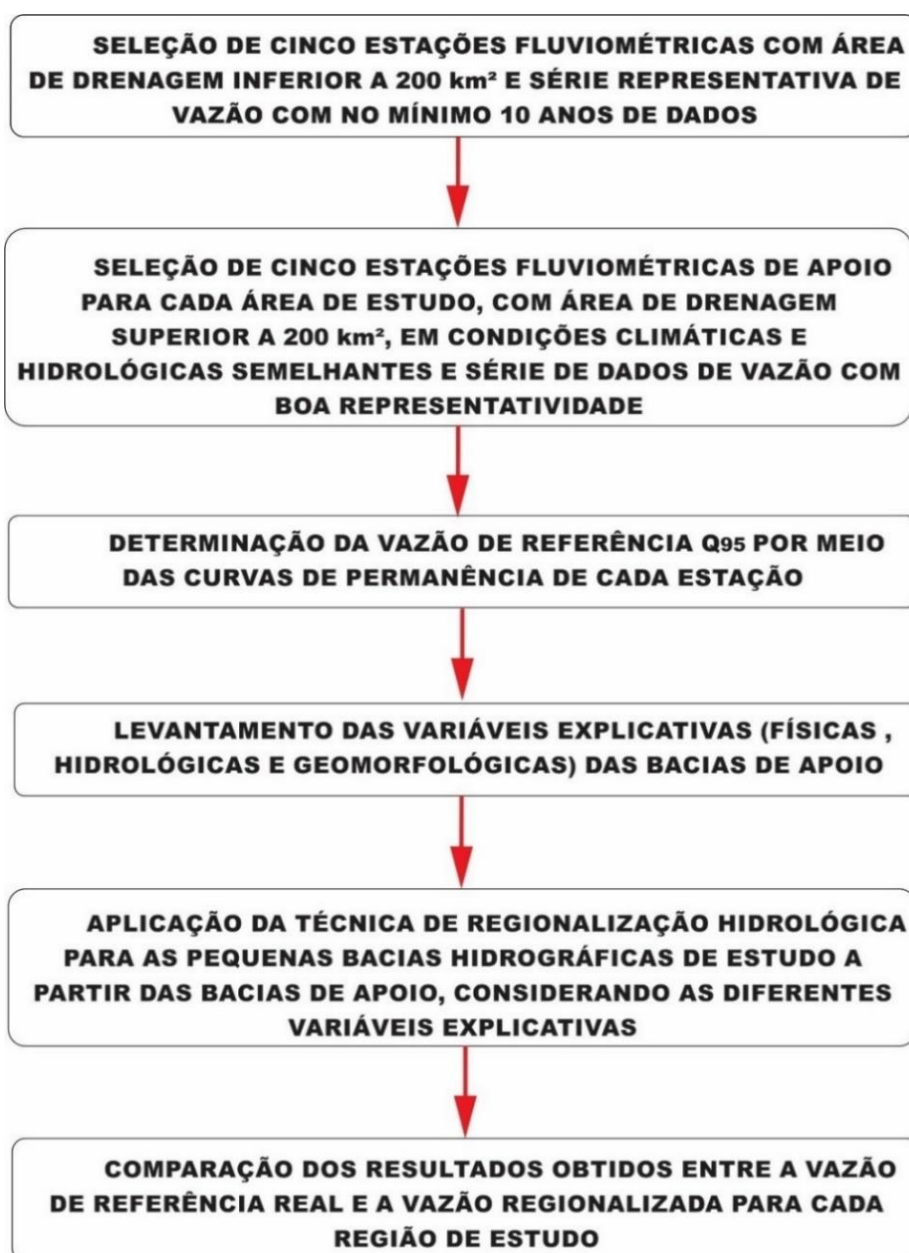 SELEÇÃO DE CINCO ESTAÇÕES FLUVIOMÉTRICAS COM ÁREA
DE DRENAGEM INFERIOR A 200 km² E SÉRIE REPRESENTATIVA DE
VAZÃO COM NO MÍNIMO 10 ANOS DE DADOS
SELEÇÃO DE CINCO ESTAÇÕES FLUVIOMÉTRICAS DE APOIO
PARA CADA ÁREA DE ESTUDO, COM ÁREA DE DRENAGEM
SUPERIOR A 200 km², EM CONDIÇÕES CLIMÁTICAS E
HIDROLÓGICAS SEMELHANTES E SÉRIE DE DADOS DE VAZÃO COM
BOA REPRESENTATIVIDADE
DETERMINAÇÃO DA VAZÃO DE REFERÊNCIA Q95 POR MEIO
DAS CURVAS DE PERMANÊNCIA DE CADA ESTAÇÃO
LEVANTAMENTO DAS VARIÁVEIS EXPLICATIVAS (FÍSICAS ,
HIDROLÓGICAS E GEOMORFOLÓGICAS) DAS BACIAS DE APOIO
APLICAÇÃO DA TÉCNICA DE REGIONALIZAÇÃO HIDROLÓGICA
PARA AS PEQUENAS BACIAS HIDROGRÁFICAS DE ESTUDO A
PARTIR DAS BACIAS DE APOIO, CONSIDERANDO AS DIFERENTES
VARIÁVEIS EXPLICATIVAS
COMPARAÇÃO DOS RESULTADOS OBTIDOS ENTRE A VAZÃO
DE REFERÊNCIA REAL E A VAZÃO REGIONALIZADA PARA CADA
REGIÃO DE ESTUDO